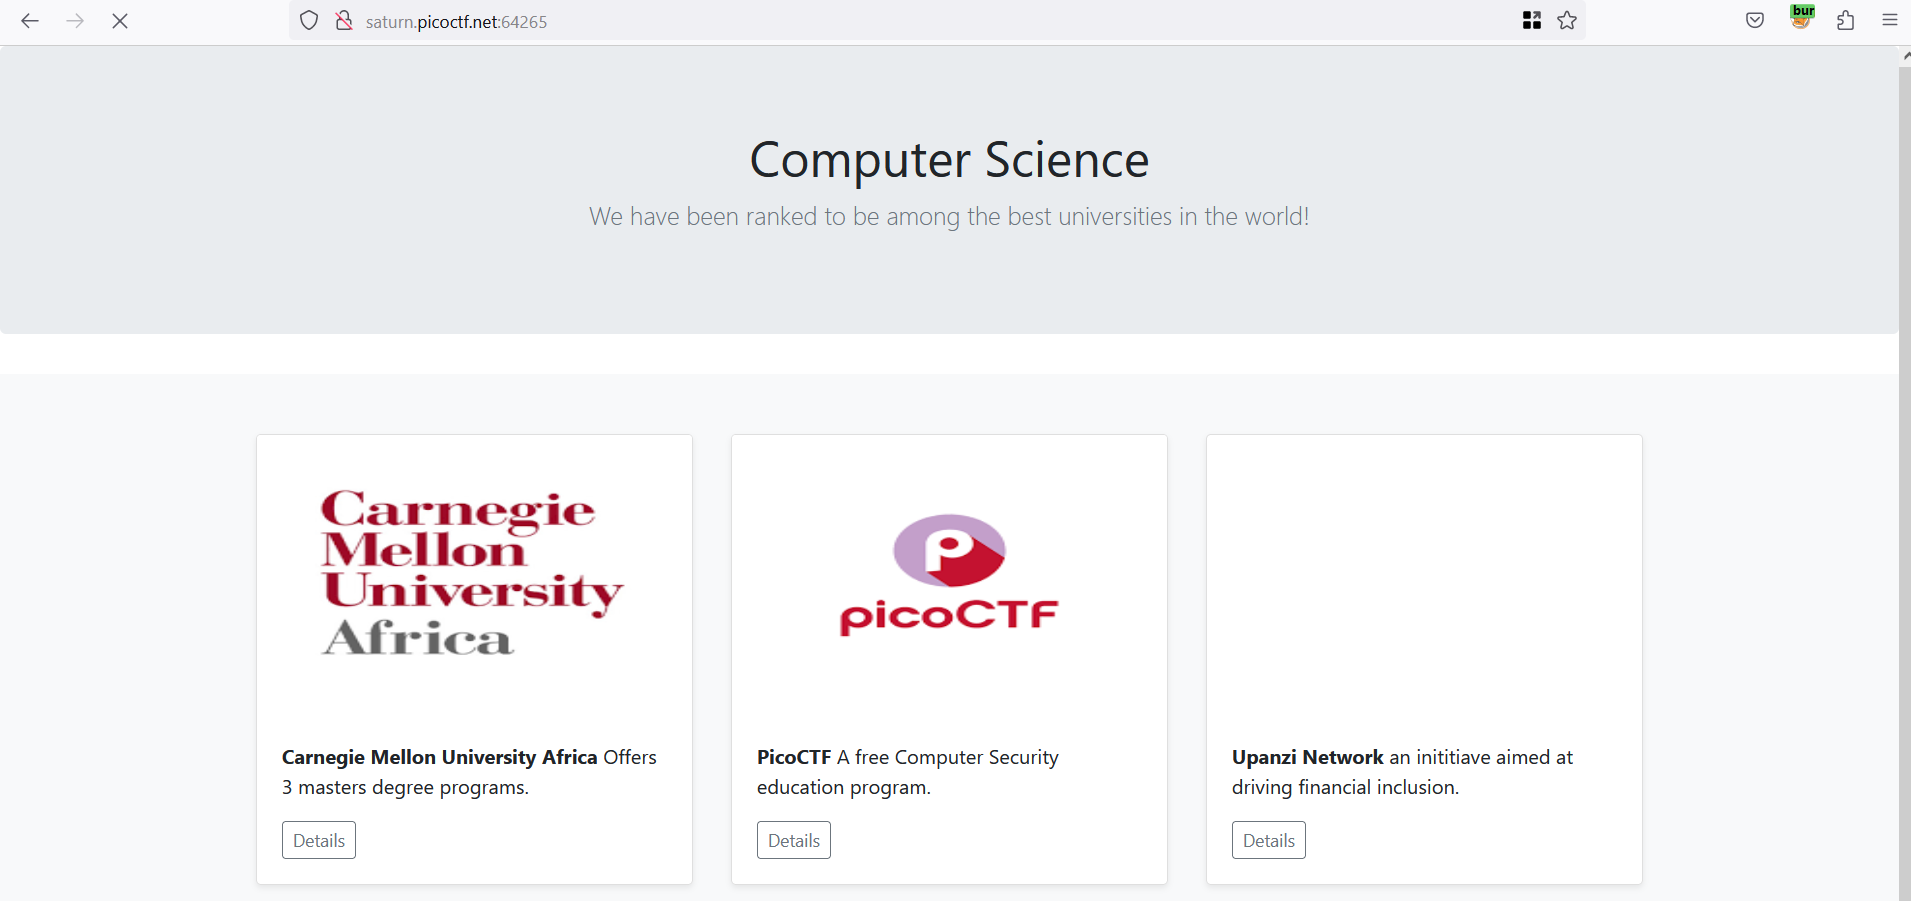 saturn.picoctf.net:64265
bur
Computer Science
We have been ranked to be among the best universities in the world!
Carnegie
Mellon
University
Africa
P
picoCTF
Carnegie Mellon University Africa Offers
3 masters degree programs.
Details
PicoCTF A free Computer Security
education program.
Details
Upanzi Network an inititiave aimed at
driving financial inclusion.
Details